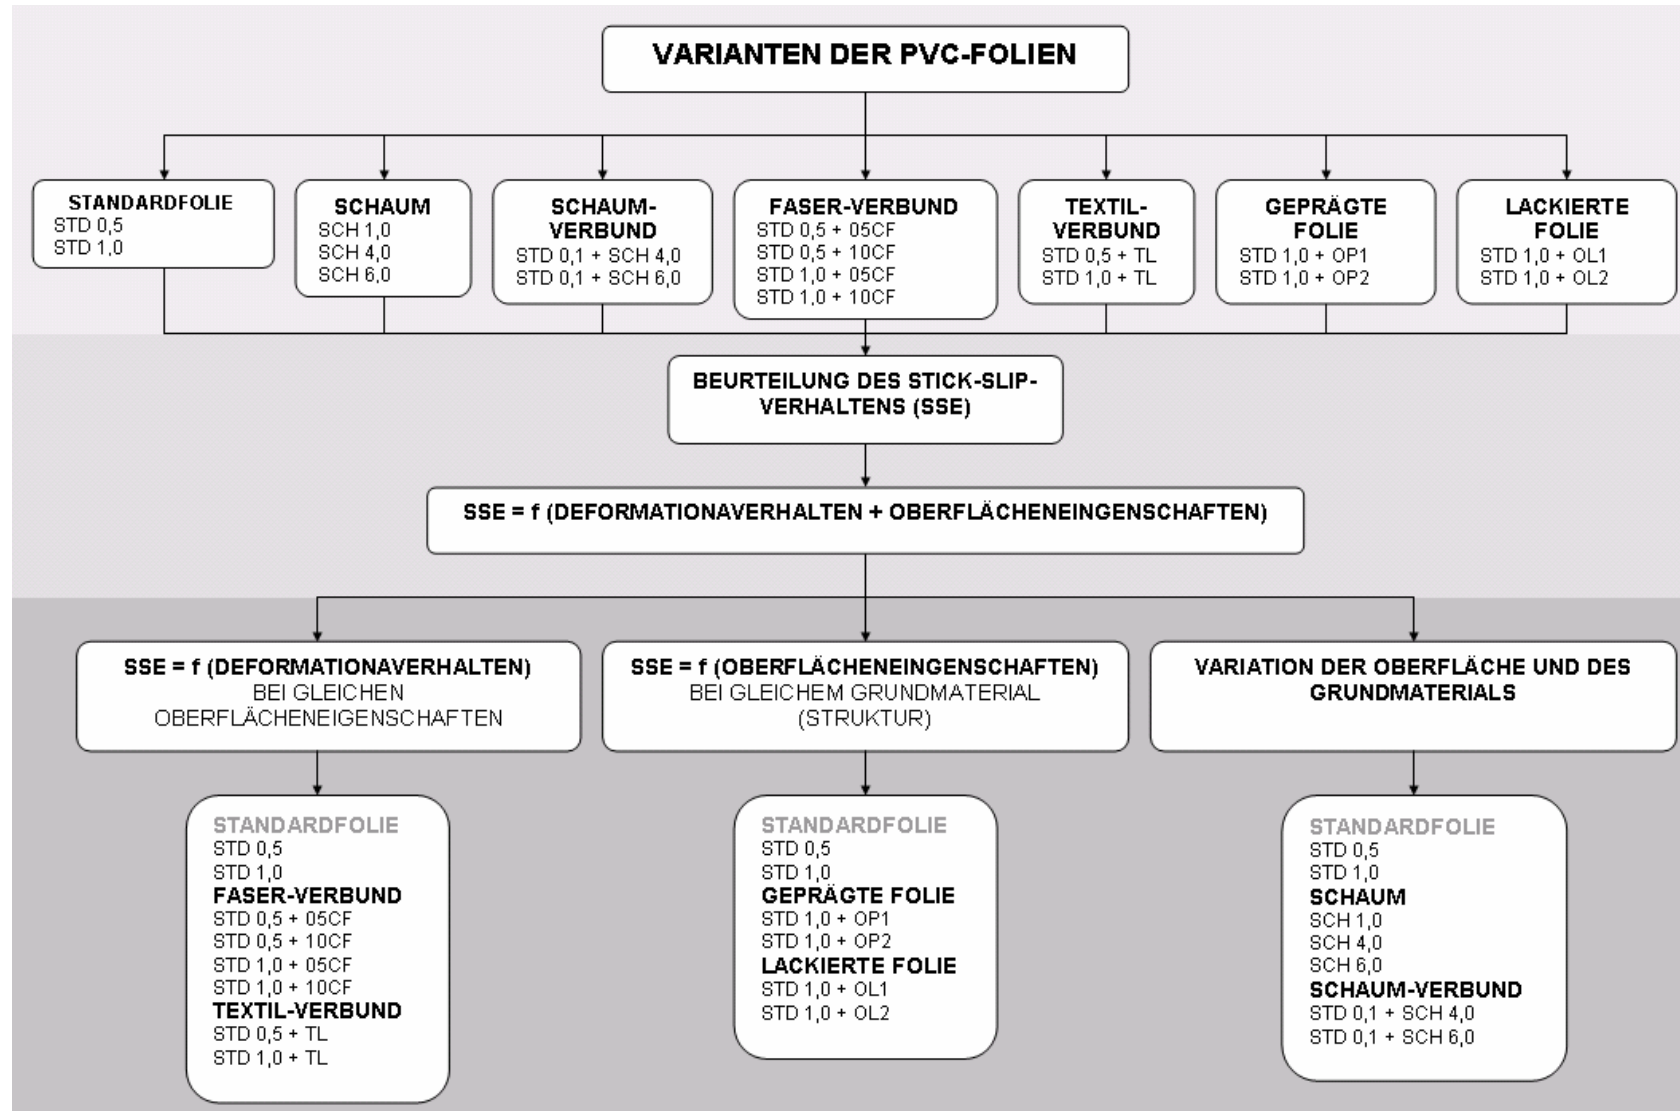 VARIANTEN DER PVC-FOLIEN
STANDARDFOLIE
STD 0,5
STD 1,0
SCHAUM
SCH 1,0
SCH 4,0
SCH 6,0
SCHAUM-
VERBUND
STD 0,1 + SCH 4,0
STD 0,1 + SCH 6,0
FASER-VERBUND
STD 0,5 + 05CF
STD 0,5 + 10CF
STD 1,0 + 05CF
STD 1,0 + 10CF
TEXTIL-
VERBUND
STD 0,5 + TL
STD 1,0 + TL
GEPRÄGTE
FOLIE
STD 1,0 + OP1
STD 1,0 + OP2
LACKIERTE
FOLIE
STD 1,0 + OL1
STD 1,0 + OL2
BEURTEILUNG DES STICK-SLIP-
VERHALTENS (SSE)
SSE = f (DEFORMATIONAVERHALTEN + OBERFLÄCHENEINGENSCHAFTEN)
SSE = f (DEFORMATIONAVERHALTEN)
BEI GLEICHEN
OBERFLÄCHENEIGENSCHAFTEN
SSE = f (OBERFLÄCHENEINGENSCHAFTEN)
BEI GLEICHEM GRUNDMATERIAL
(STRUKTUR)
VARIATION DER OBERFLÄCHE UND DES
GRUNDMATERIALS
STANDARDFOLIE
STD 0,5
STD 1,0
FASER-VERBUND
STD 0,5 + 05CF
STD 0,5 + 10CF
STD 1,0 + 05CF
STD 1,0 + 10CF
TEXTIL-VERBUND
STD 0,5 + TL
STD 1,0 + TL
STANDARDFOLIE
STD 0,5
STD 1,0
GEPRÄGTE FOLIE
STD 1,0 + OP1
STD 1,0 + OP2
LACKIERTE FOLIE
STD 1,0 + OL1
STD 1,0 + OL2
STANDARDFOLIE
STD 0,5
STD 1,0
SCHAUM
SCH 1,0
SCH 4,0
SCH 6,0
SCHAUM-VERBUND
STD 0,1 + SCH 4,0
STD 0,1 + SCH 6,0